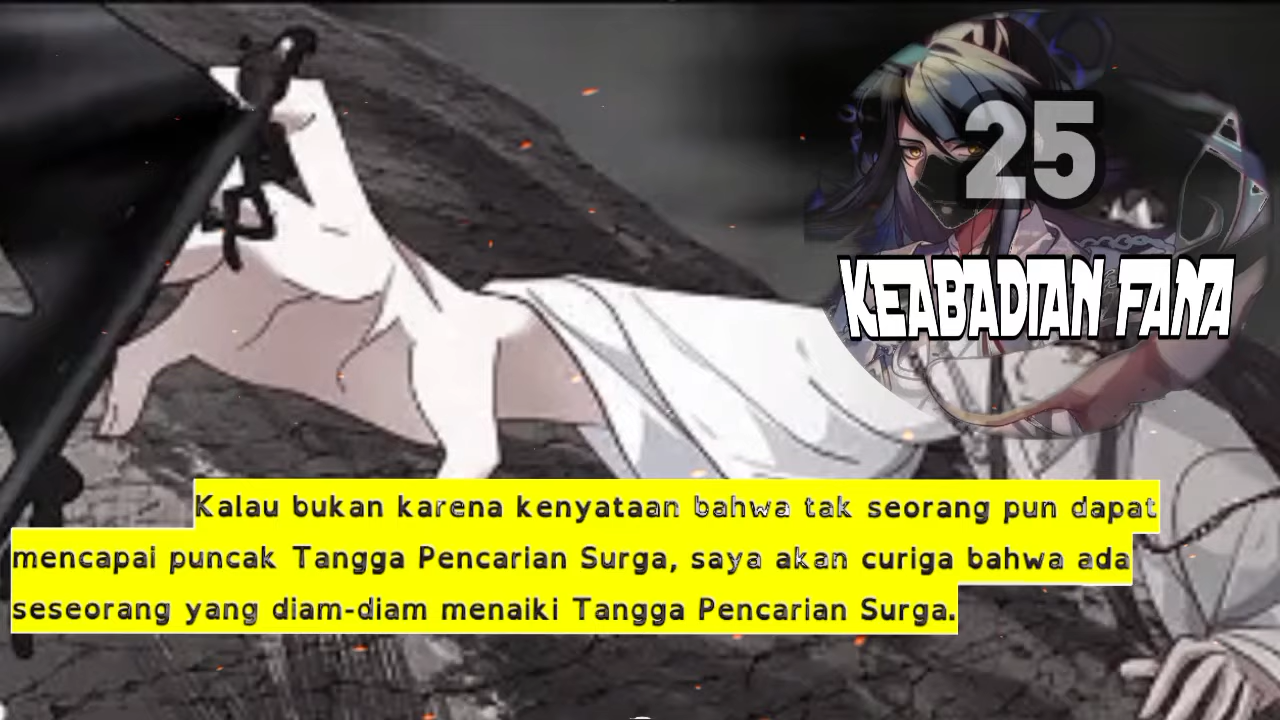 25
KEABADIAN FANA
Kalau bukan karena kenyataan bahwa tak seorang pun dapat
mencapai puncak Tangga Pencarian Surga, saya akan curiga bahwa ada
seseorang yang diam-diam menaiki Tangga Pencarian Surga.